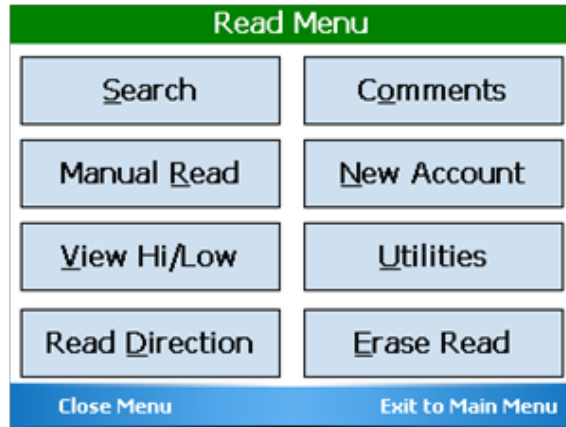 Read Menu
Search Comments
Manual Read New Account
View Hi/Low Utilities
Read Direction Erase Read
Close Menu Exit to Main Menu